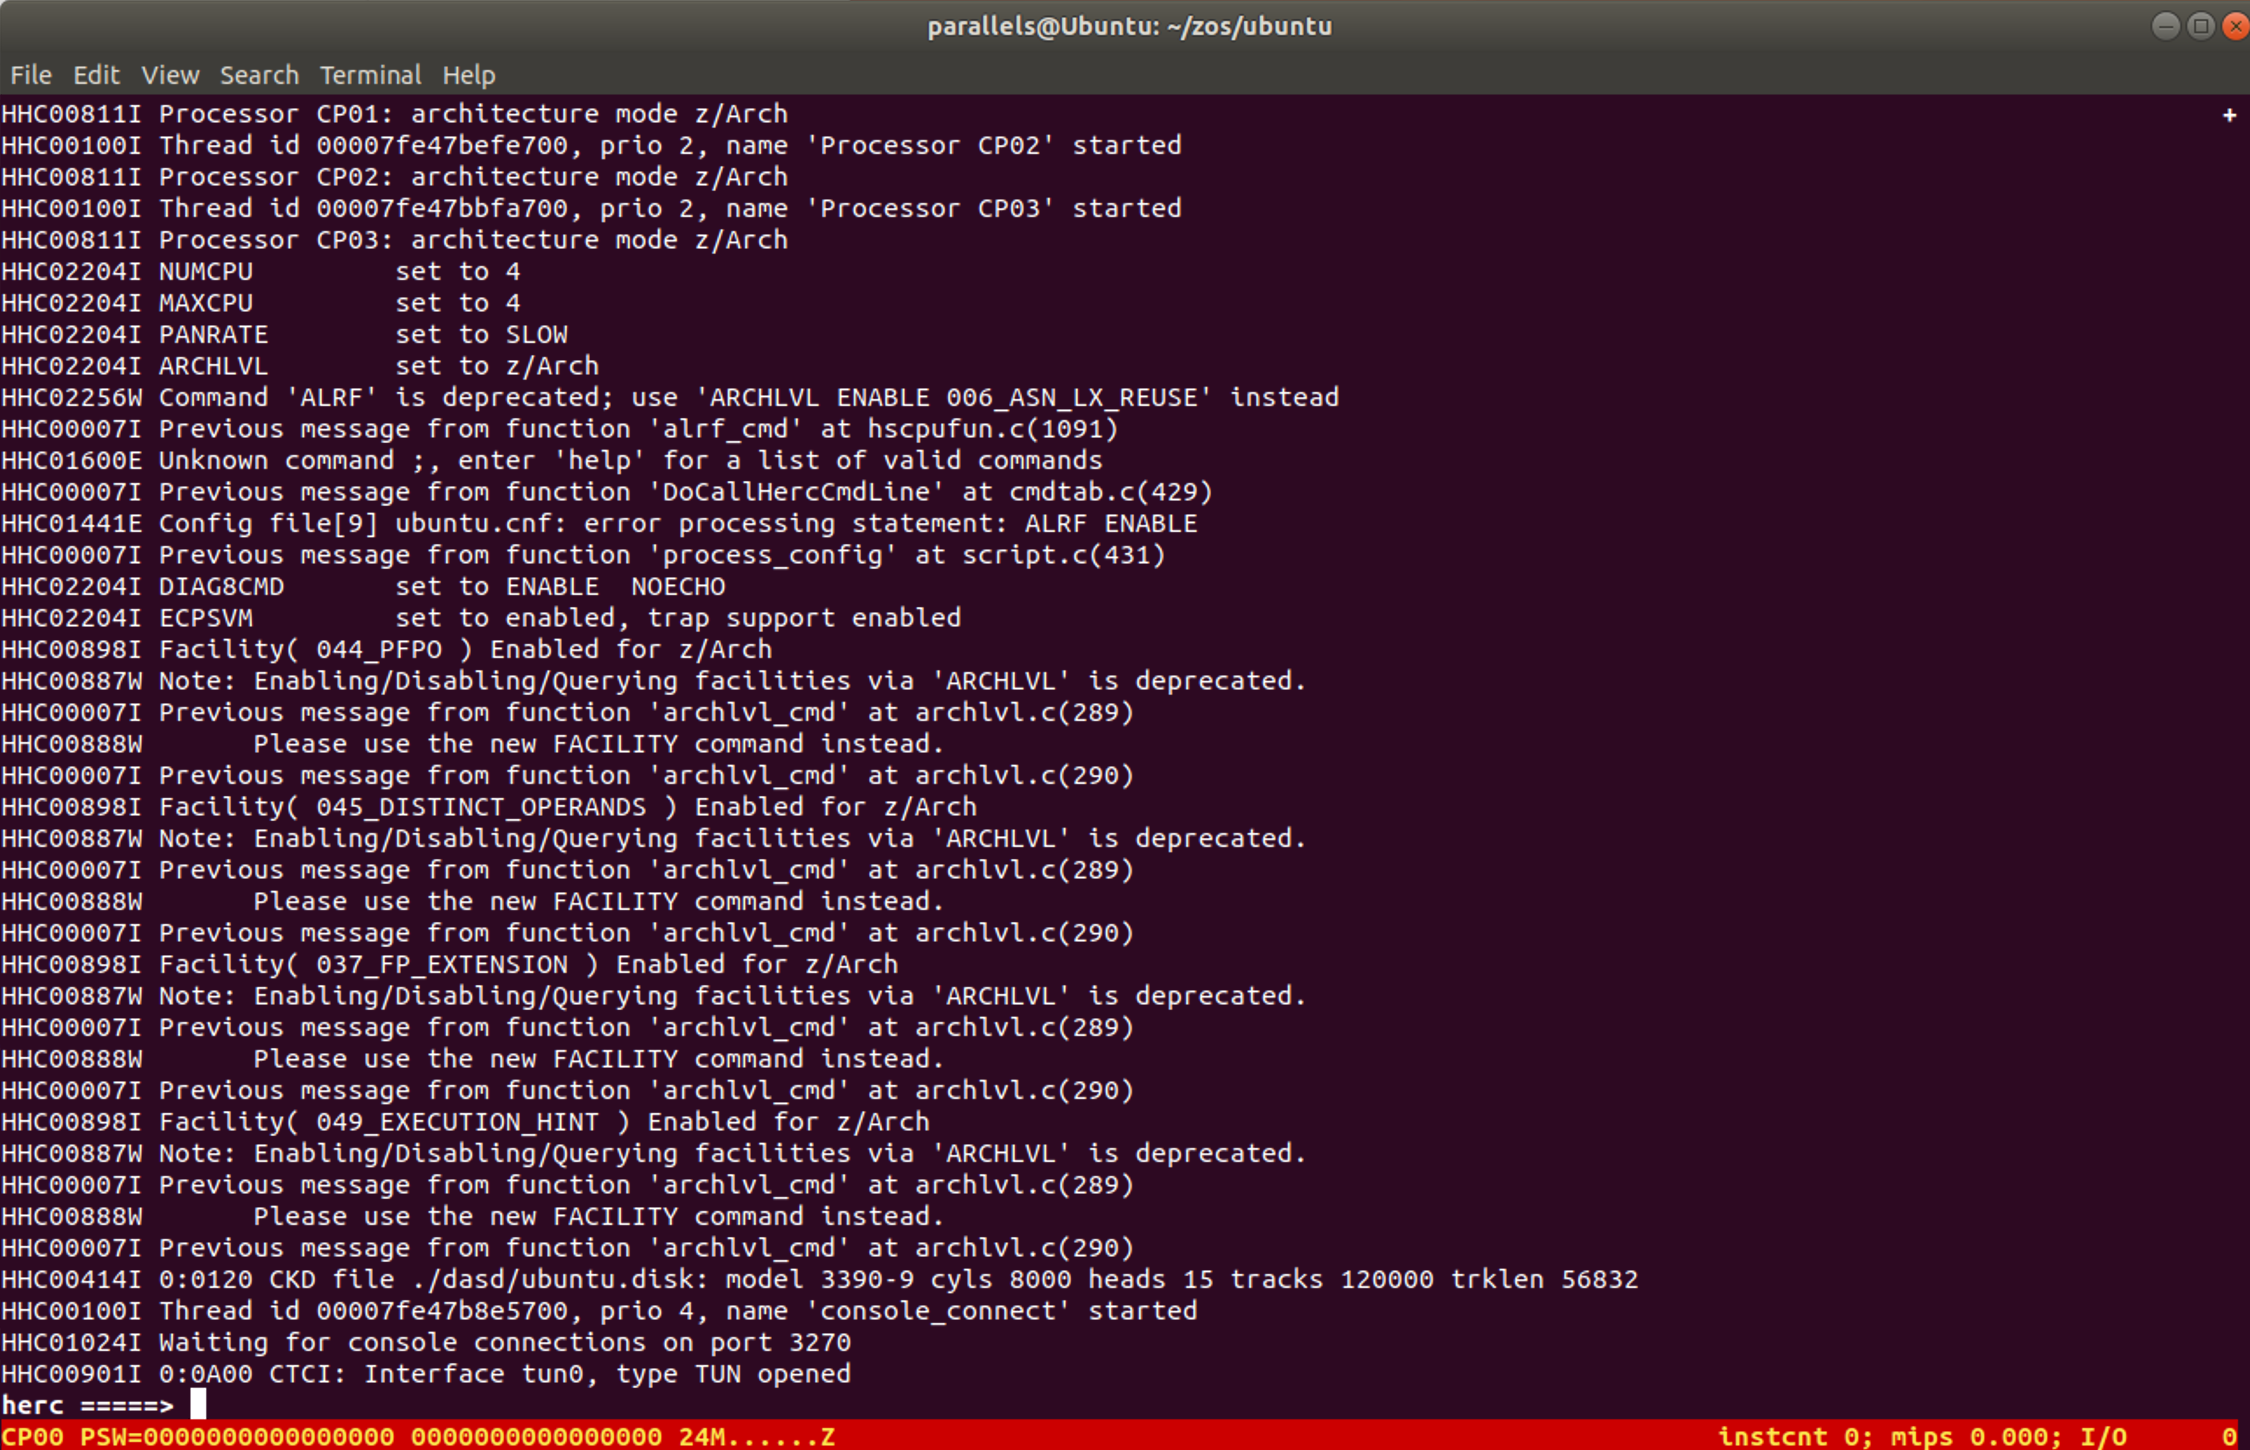 parallels@Ubuntu: ~/zos/ubuntu
File Edit View Search Terminal Help
HHC00811I Processor CP01: architecture mode z/Arch +
HHC00100I Thread id 00007fe47befe700, prio 2, name 'Processor CP02' started
HHC00811I Processor CP02: architecture mode z/Arch
HHC00100I Thread id 00007fe47bbfa700, prio 2, name 'Processor CP03' started
HHC00811I Processor CP03: architecture mode z/Arch
HHC02204I NUMCPU         set to 4
HHC02204I MAXCPU         set to 4
HHC02204I PANRATE        set to SLOW
HHC02204I ARCHLVL        set to z/Arch
HHC02256W Command 'ALRF' is deprecated; use 'ARCHLVL ENABLE 006_ASN_LX_REUSE' instead
HHC00007I Previous message from function 'alrf_cmd' at hscpufun.c(1091)
HHC01600E Unknown command ;, enter 'help' for a list of valid commands
HHC00007I Previous message from function 'DoCallHercCmdLine' at cmdtab.c(429)
HHC01441E Config file[9] ubuntu.cnf: error processing statement: ALRF ENABLE
HHC00007I Previous message from function 'process_config' at script.c(431)
HHC02204I DIAG8CMD       set to ENABLE  NOECHO
HHC02204I ECPSVM         set to enabled, trap support enabled
HHC00898I Facility( 044_PFPO ) Enabled for z/Arch
HHC00887W Note: Enabling/Disabling/Querying facilities via 'ARCHLVL' is deprecated.
HHC00007I Previous message from function 'archlvl_cmd' at archlvl.c(289)
HHC00888W       Please use the new FACILITY command instead.
HHC00007I Previous message from function 'archlvl_cmd' at archlvl.c(290)
HHC00898I Facility( 045_DISTINCT_OPERANDS ) Enabled for z/Arch
HHC00887W Note: Enabling/Disabling/Querying facilities via 'ARCHLVL' is deprecated.
HHC00007I Previous message from function 'archlvl_cmd' at archlvl.c(289)
HHC00888W       Please use the new FACILITY command instead.
HHC00007I Previous message from function 'archlvl_cmd' at archlvl.c(290)
HHC00898I Facility( 037_FP_EXTENSION ) Enabled for z/Arch
HHC00887W Note: Enabling/Disabling/Querying facilities via 'ARCHLVL' is deprecated.
HHC00007I Previous message from function 'archlvl_cmd' at archlvl.c(289)
HHC00888W       Please use the new FACILITY command instead.
HHC00007I Previous message from function 'archlvl_cmd' at archlvl.c(290)
HHC00898I Facility( 049_EXECUTION_HINT ) Enabled for z/Arch
HHC00887W Note: Enabling/Disabling/Querying facilities via 'ARCHLVL' is deprecated.
HHC00007I Previous message from function 'archlvl_cmd' at archlvl.c(289)
HHC00888W       Please use the new FACILITY command instead.
HHC00007I Previous message from function 'archlvl_cmd' at archlvl.c(290)
HHC00414I 0:0120 CKD file ./dasd/ubuntu.disk: model 3390-9 cyls 8000 heads 15 tracks 120000 trklen 56832
HHC00100I Thread id 00007fe47b8e5700, prio 4, name 'console_connect' started
HHC01024I Waiting for console connections on port 3270
HHC00901I 0:0A00 CTCI: Interface tun0, type TUN opened
herc =====>
CP00 PSW=0000000000000000 0000000000000000 24M......Z instcnt 0; mips 0.000; I/O 0